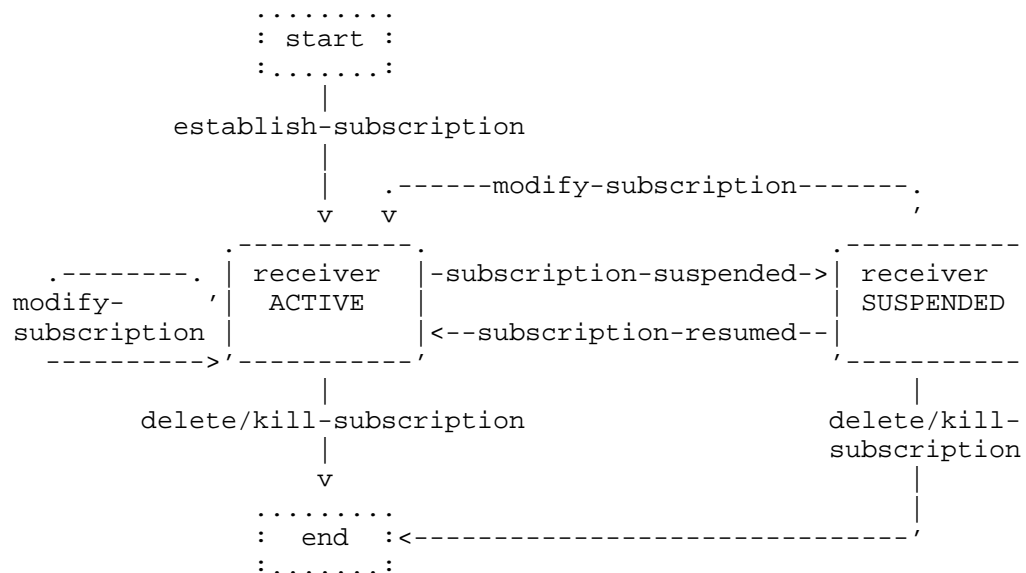 start
establish-subscription
modify-subscription
receiver -subscription-suspended-> receiver
modify- ACTIVE SUSPENDED
subscription <--subscription-resumed--
delete/kill-subscription delete/kill-
subscription
end